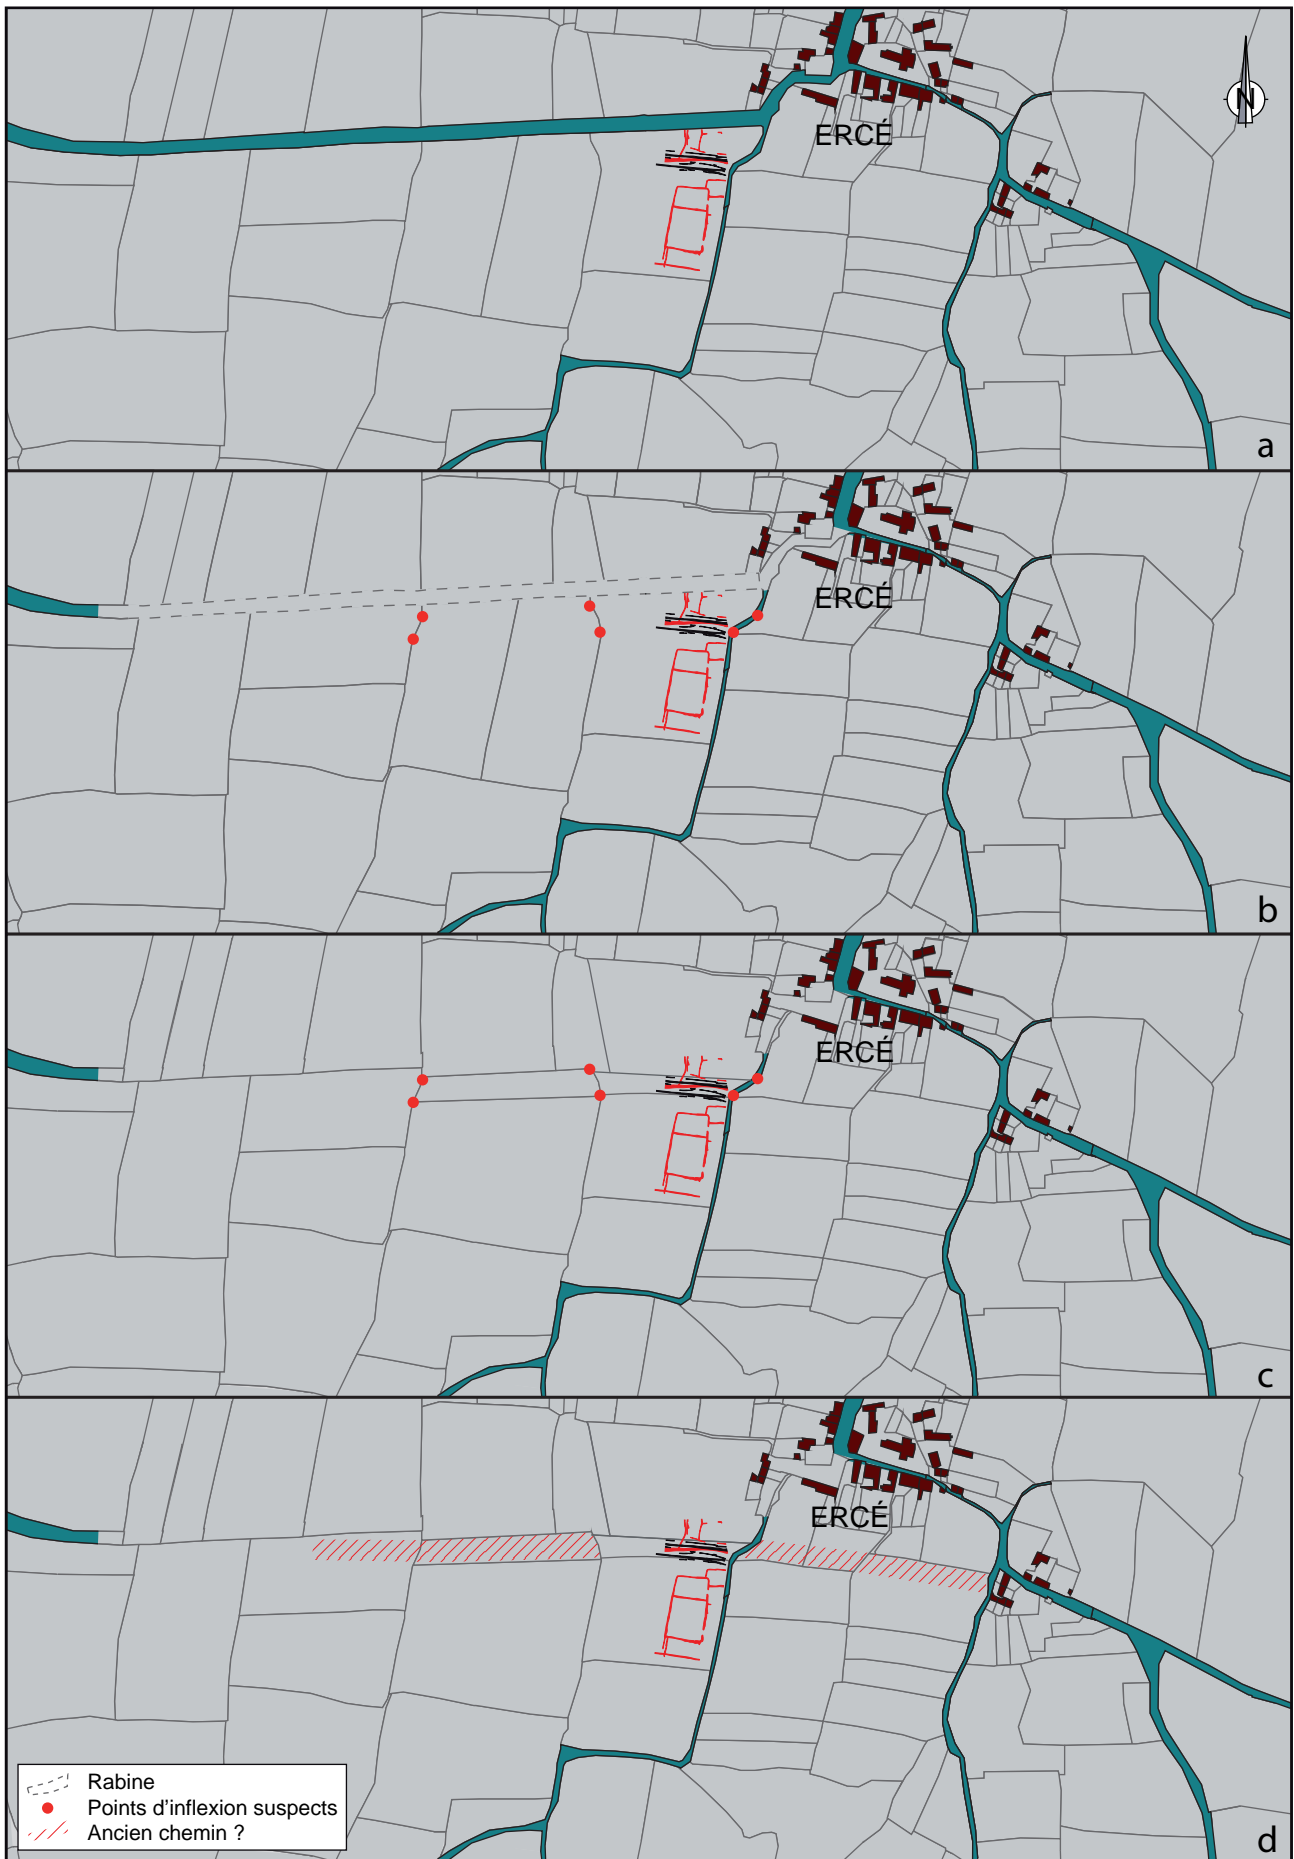 N
ERCÉ
a
ERCÉ
b
ERCÉ
c
ERCÉ
Rabine
Points d'inflexion suspects
Ancien chemin ?
d